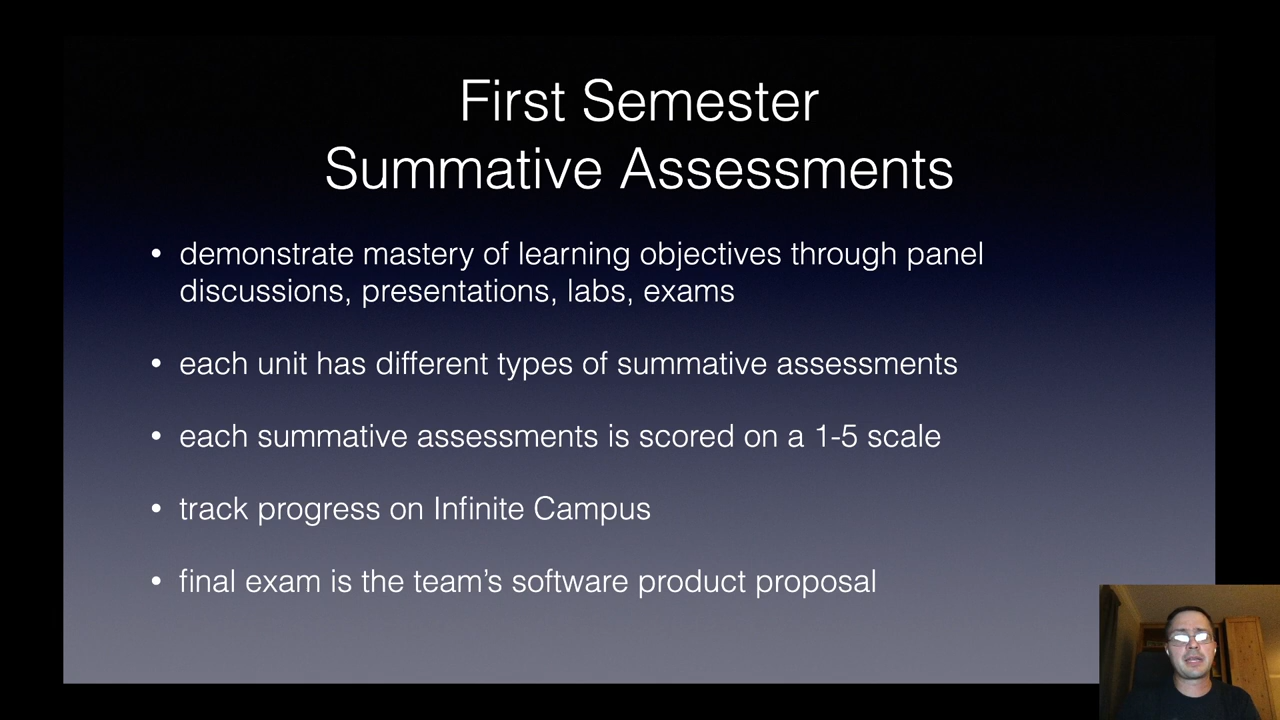 First Semester
Summative Assessments
• demonstrate mastery of learning objectives through panel
discussions, presentations, labs, exams
• each unit has different types of summative assessments
• each summative assessments is scored on a 1-5 scale
• track progress on Infinite Campus
• final exam is the team’s software product proposal